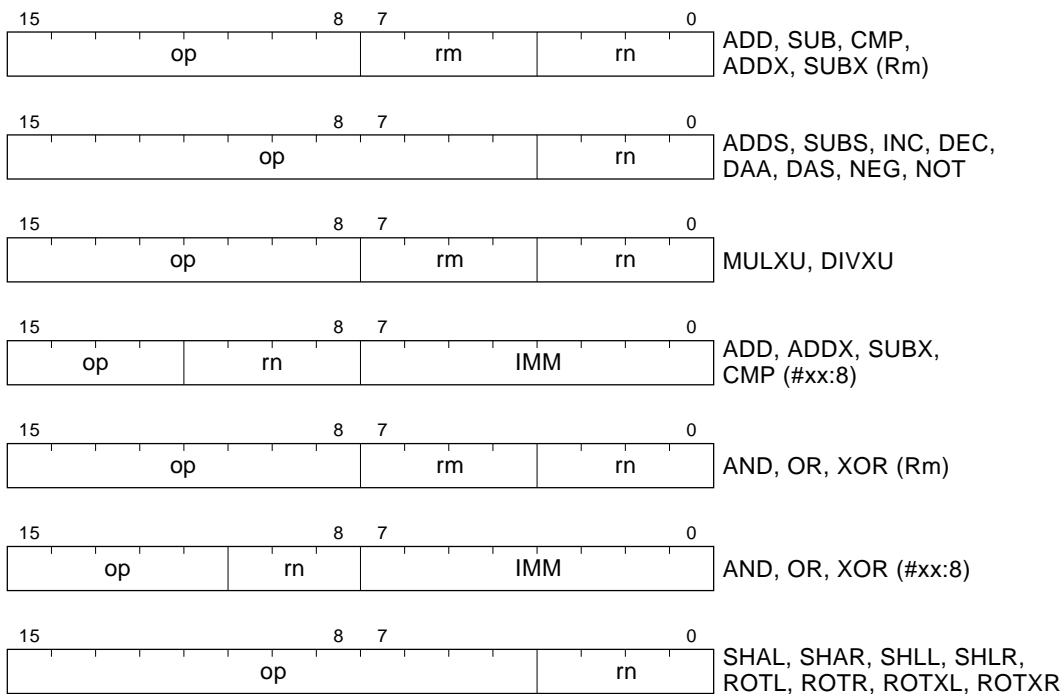 15 8 7 0
op rm rn
ADD, SUB, CMP,
ADDX, SUBX (Rm)
15 8 7 0
op rn
ADDS, SUBS, INC, DEC,
DAA, DAS, NEG, NOT
15 8 7 0
op rm rn
MULXU, DIVXU
15 8 7 0
op rn IMM
ADD, ADDX, SUBX,
CMP (#xx:8)
15 8 7 0
op rm rn
AND, OR, XOR (Rm)
15 8 7 0
op rn IMM
AND, OR, XOR (#xx:8)
15 8 7 0
op rn
SHAL, SHAR, SHLL, SHLR,
ROTL, ROTR, ROTXL, ROTXR